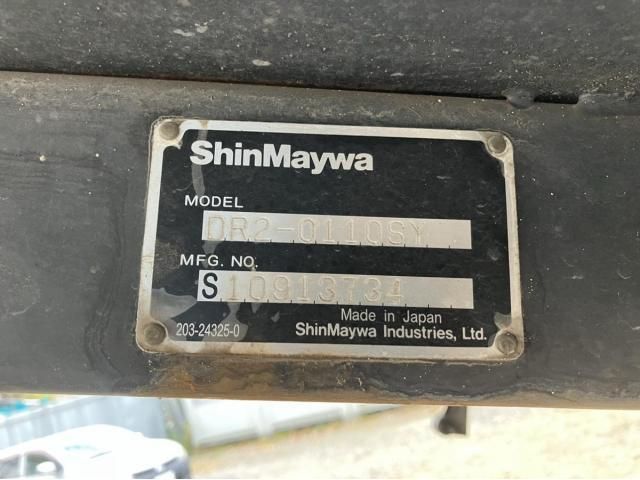 ShinMaywa
MODEL
DR2-0110SY
MFG. NO.
S10913734
Made in Japan
203-24325-0
ShinMaywa Industries, Ltd.